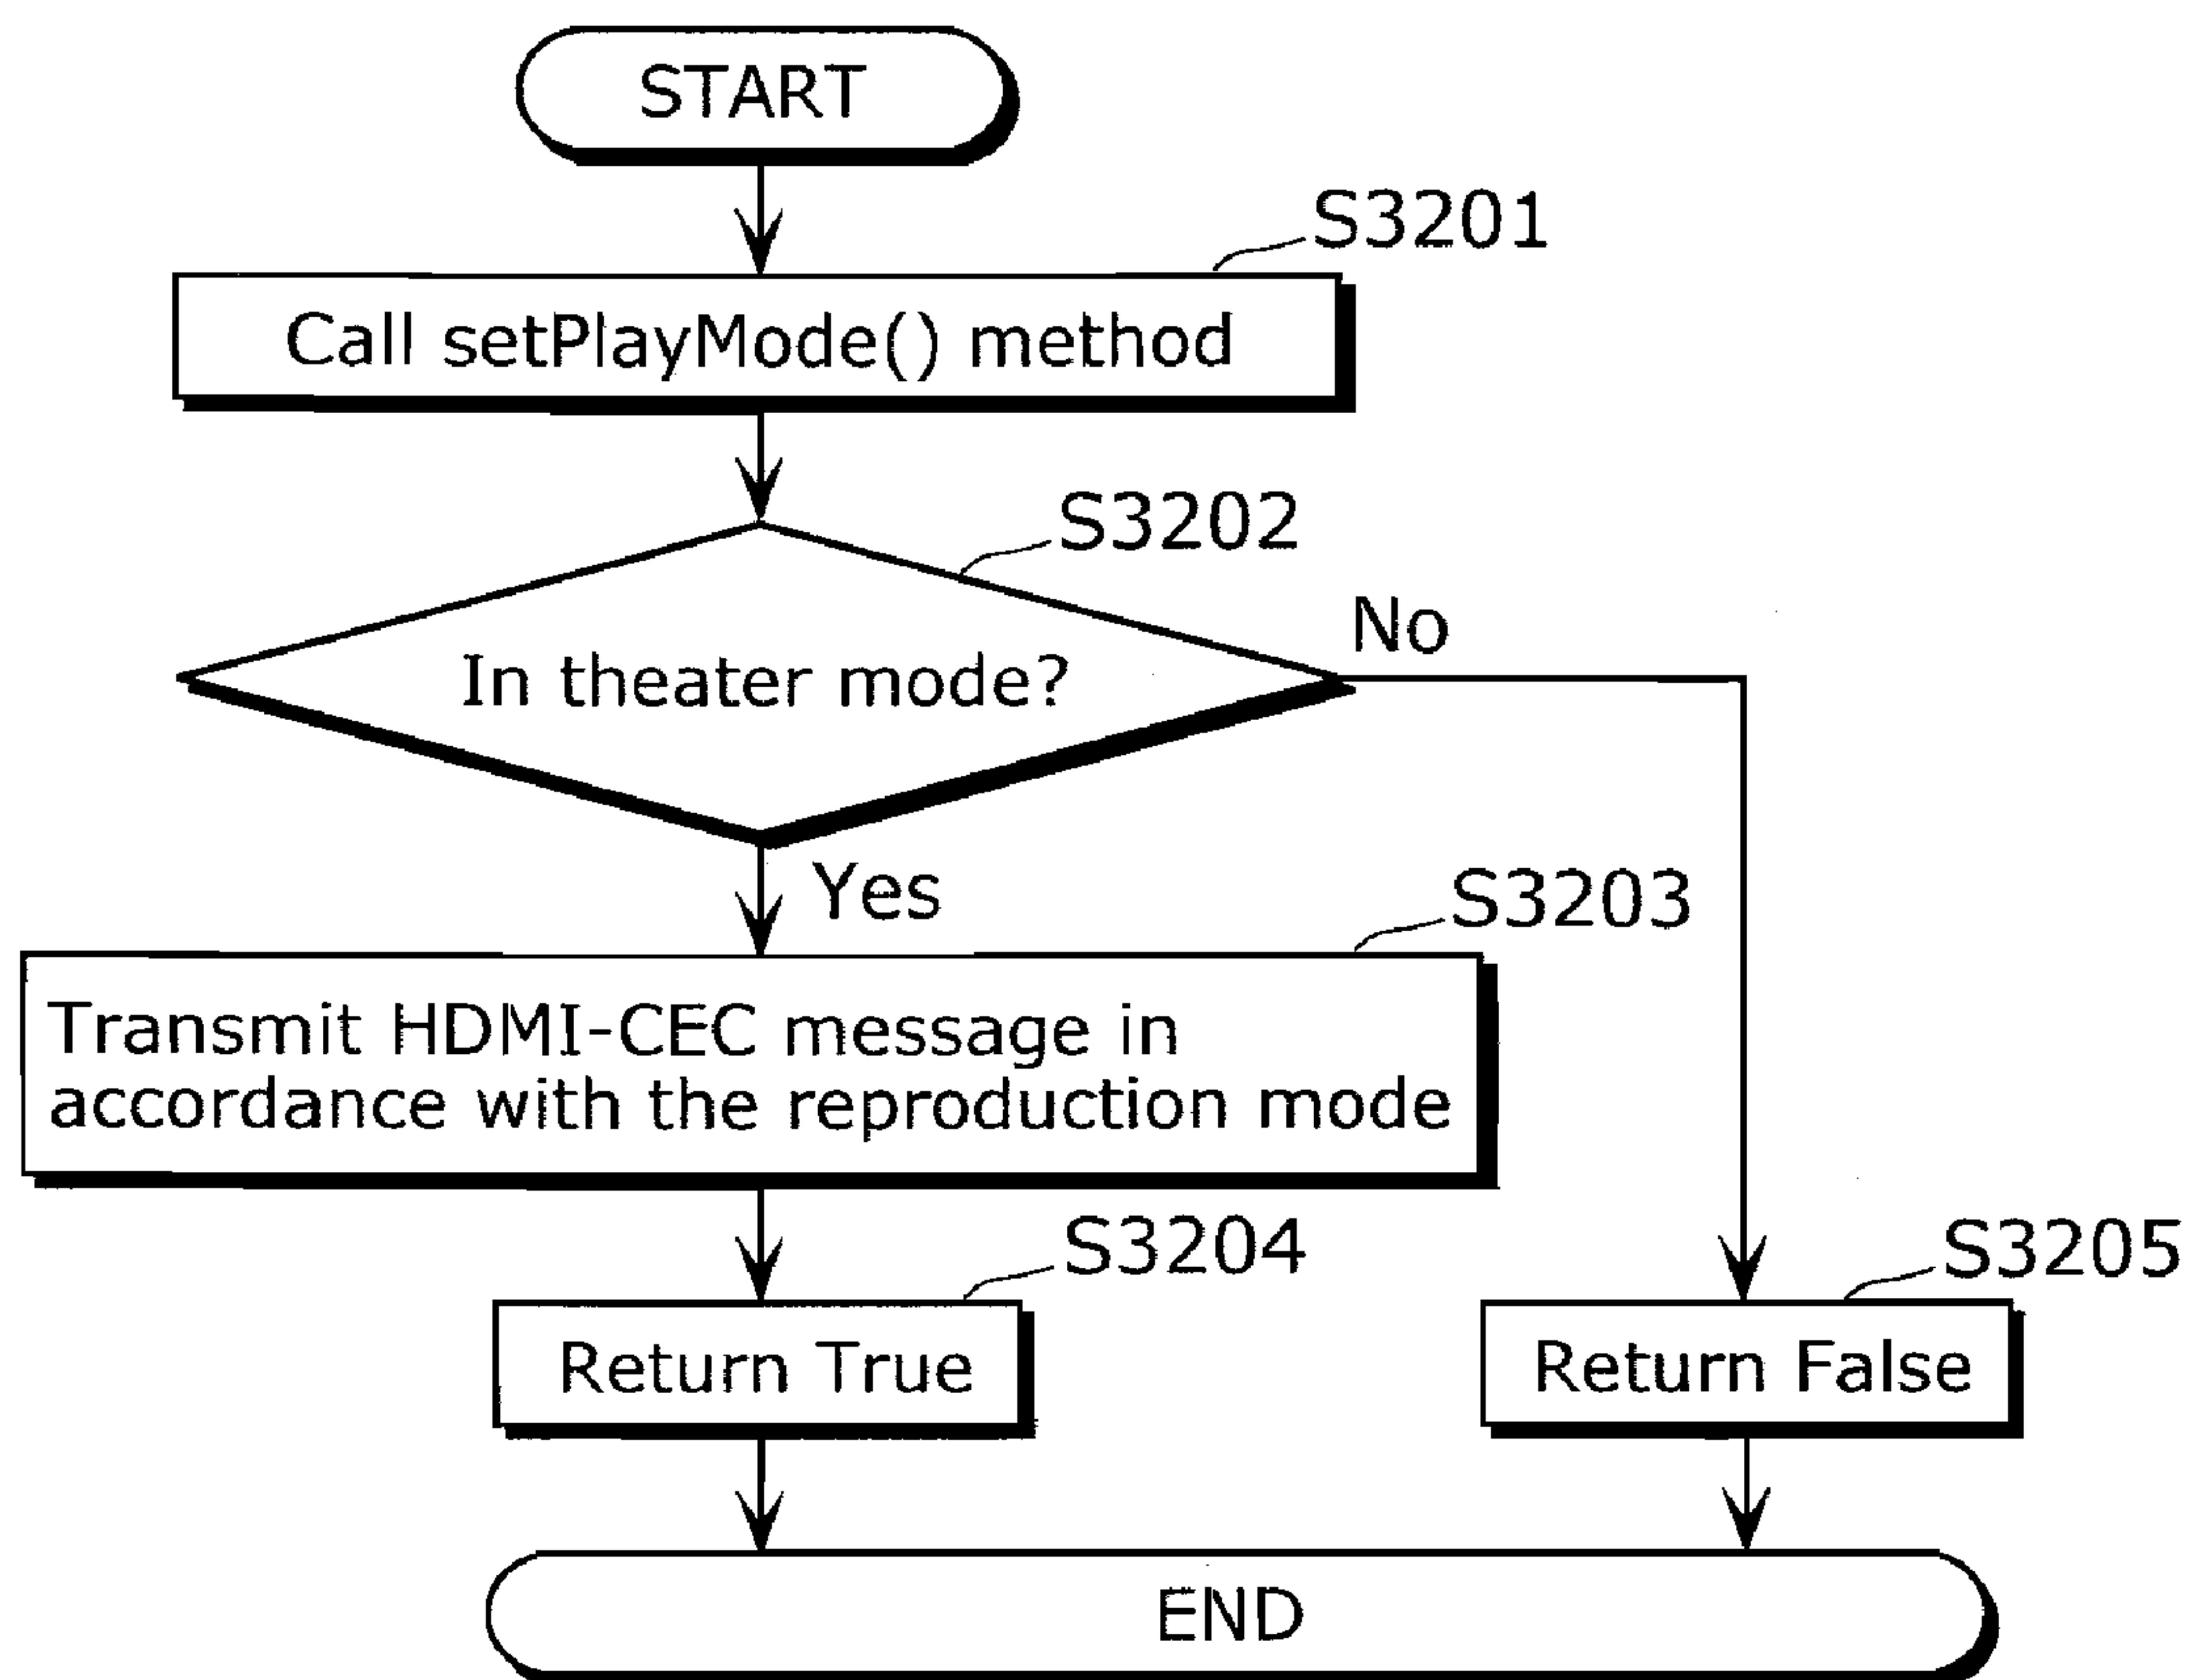 START
S3201
Call setPlayMode() method
S3202
In theater mode?
No
Yes
S3203
Transmit HDMI-CEC message in
accordance with the reproduction mode
S3204
Return True
S3205
Return False
END